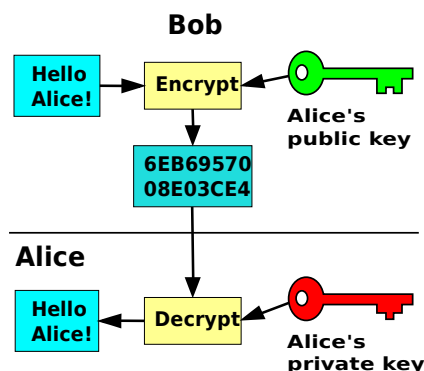 Bob
Hello
Alice!
Encrypt
Alice's
public key
6EB69570
08E03CE4
Alice
Hello
Alice!
Decrypt
Alice's
private key